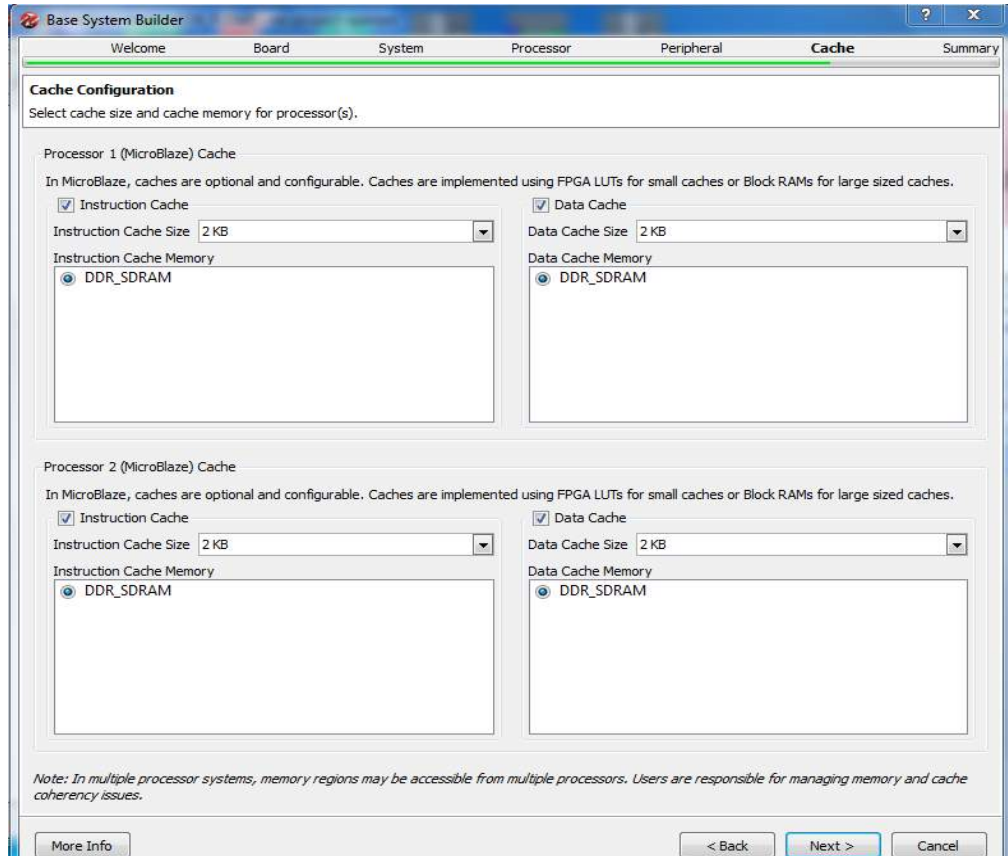 Base System Builder
? X
Welcome Board System Processor Peripheral Cache Summary
Cache Configuration
Select cache size and cache memory for processor(s).
Processor 1 (MicroBlaze) Cache
In MicroBlaze, caches are optional and configurable. Caches are implemented using FPGA LUTs for small caches or Block RAMs for large sized caches.
Instruction Cache
Instruction Cache Size 2 KB
Instruction Cache Memory
DDR_SDRAM
Data Cache
Data Cache Size 2 KB
Data Cache Memory
DDR_SDRAM
Processor 2 (MicroBlaze) Cache
In MicroBlaze, caches are optional and configurable. Caches are implemented using FPGA LUTs for small caches or Block RAMs for large sized caches.
Instruction Cache
Instruction Cache Size 2 KB
Instruction Cache Memory
DDR_SDRAM
Data Cache
Data Cache Size 2 KB
Data Cache Memory
DDR_SDRAM
Note: In multiple processor systems, memory regions may be accessible from multiple processors. Users are responsible for managing memory and cache
coherency issues.
More Info < Back Next > Cancel